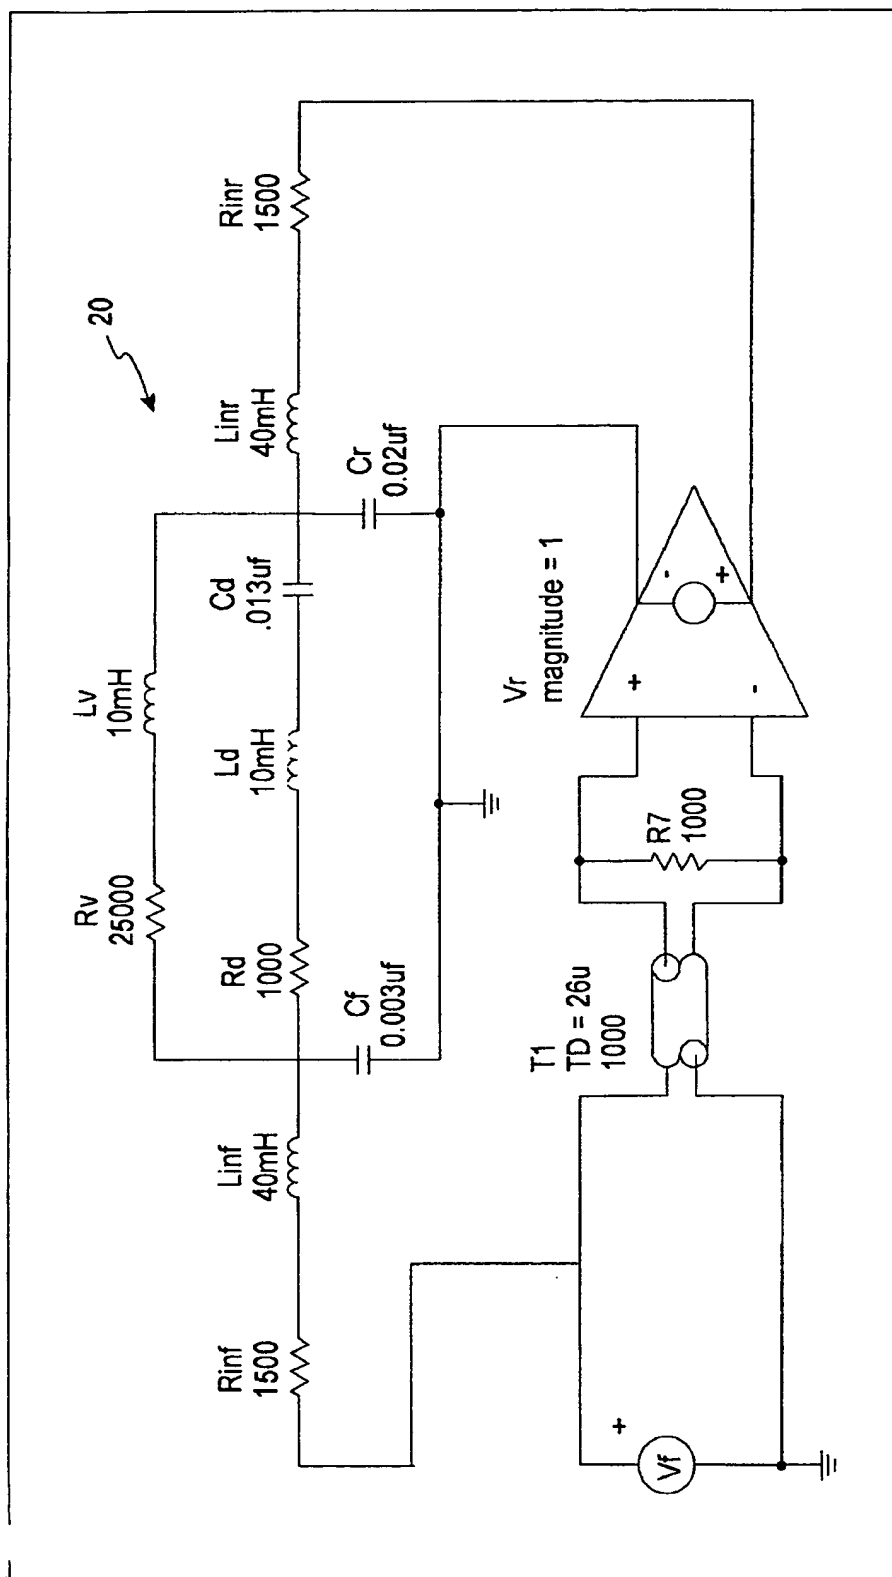 20
Rv
25000
Lv
10mH
Rinf
1500
Linf
40mH
Rd
1000
Ld
10mH
Cd
.013uf
Linr
40mH
Rinr
1500
Cf
0.003uf
Cr
0.02uf
Vf
+
T1
TD = 26u
1000
R7
1000
Vr
magnitude = 1
+
-
-
+